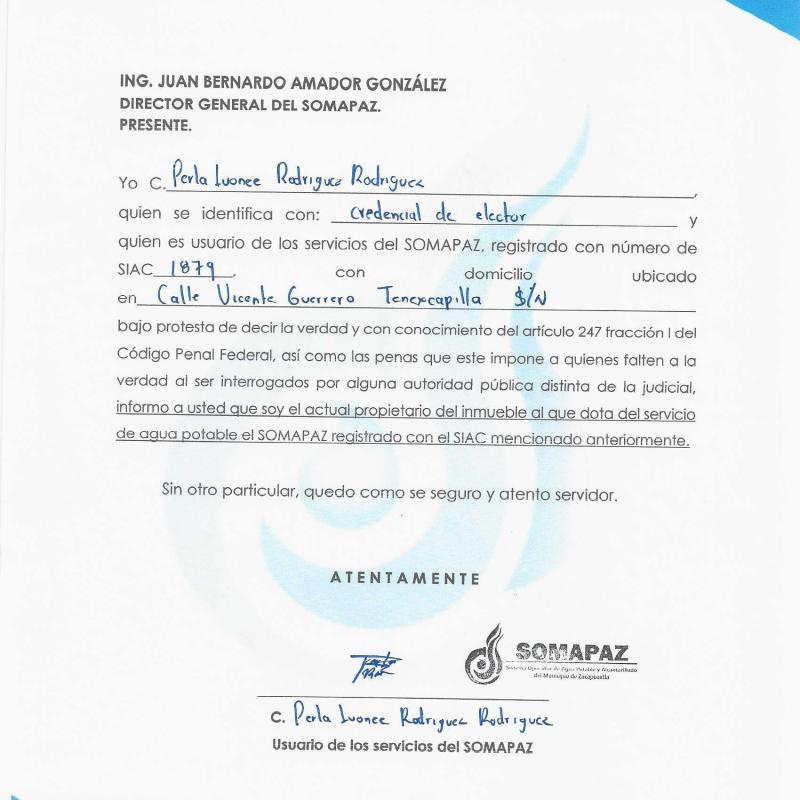 ING. JUAN BERNARDO AMADOR GONZÁLEZ
DIRECTOR GENERAL DEL SOMAPAZ.
PRESENTE.
Yo C. Perla Ivonee Rodriguez Rodriguez,
quien se identifica con: credencial de elector y
quien es usuario de los servicios del SOMAPAZ, registrado con número de
SIAC 1879, con domicilio ubicado
en Calle Vicente Guerrero Tenexcapilla S/N
bajo protesta de decir la verdad y con conocimiento del artículo 247 fracción I del
Código Penal Federal, así como las penas que este impone a quienes falten a la
verdad al ser interrogados por alguna autoridad pública distinta de la judicial,
informo a usted que soy el actual propietario del inmueble al que dota del servicio
de agua potable el SOMAPAZ registrado con el SIAC mencionado anteriormente.
Sin otro particular, quedo como se seguro y atento servidor.
ATENTAMENTE
SOMAPAZ
Sistema Operador de Agua Potable y Alcantarillado
del Municipio de Zacapoaxtla
C. Perla Ivonee Rodriguez Rodriguez
Usuario de los servicios del SOMAPAZ